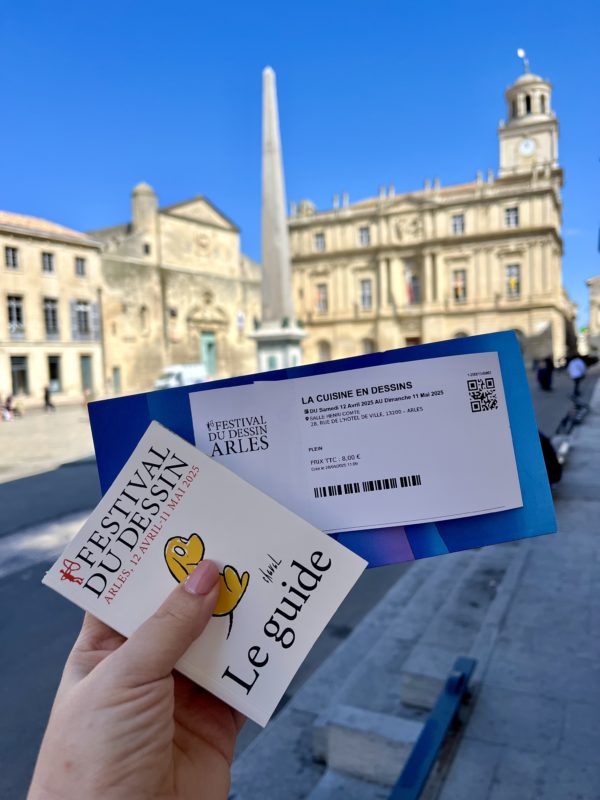 FESTIVAL
DU DESSIN
ARLES
LA CUISINE EN DESSINS
DU Samedi 12 Avril 2025 AU Dimanche 11 Mai 2025
SALLE HENRI-COMTE
28, RUE DE L'HÔTEL DE VILLE, 13200 - ARLES
PLEIN
PRIX TTC : 8,00 €
FESTIVAL
DU DESSIN
ARLES, 12 AVRIL-11 MAI 2025
chaval
Le guide